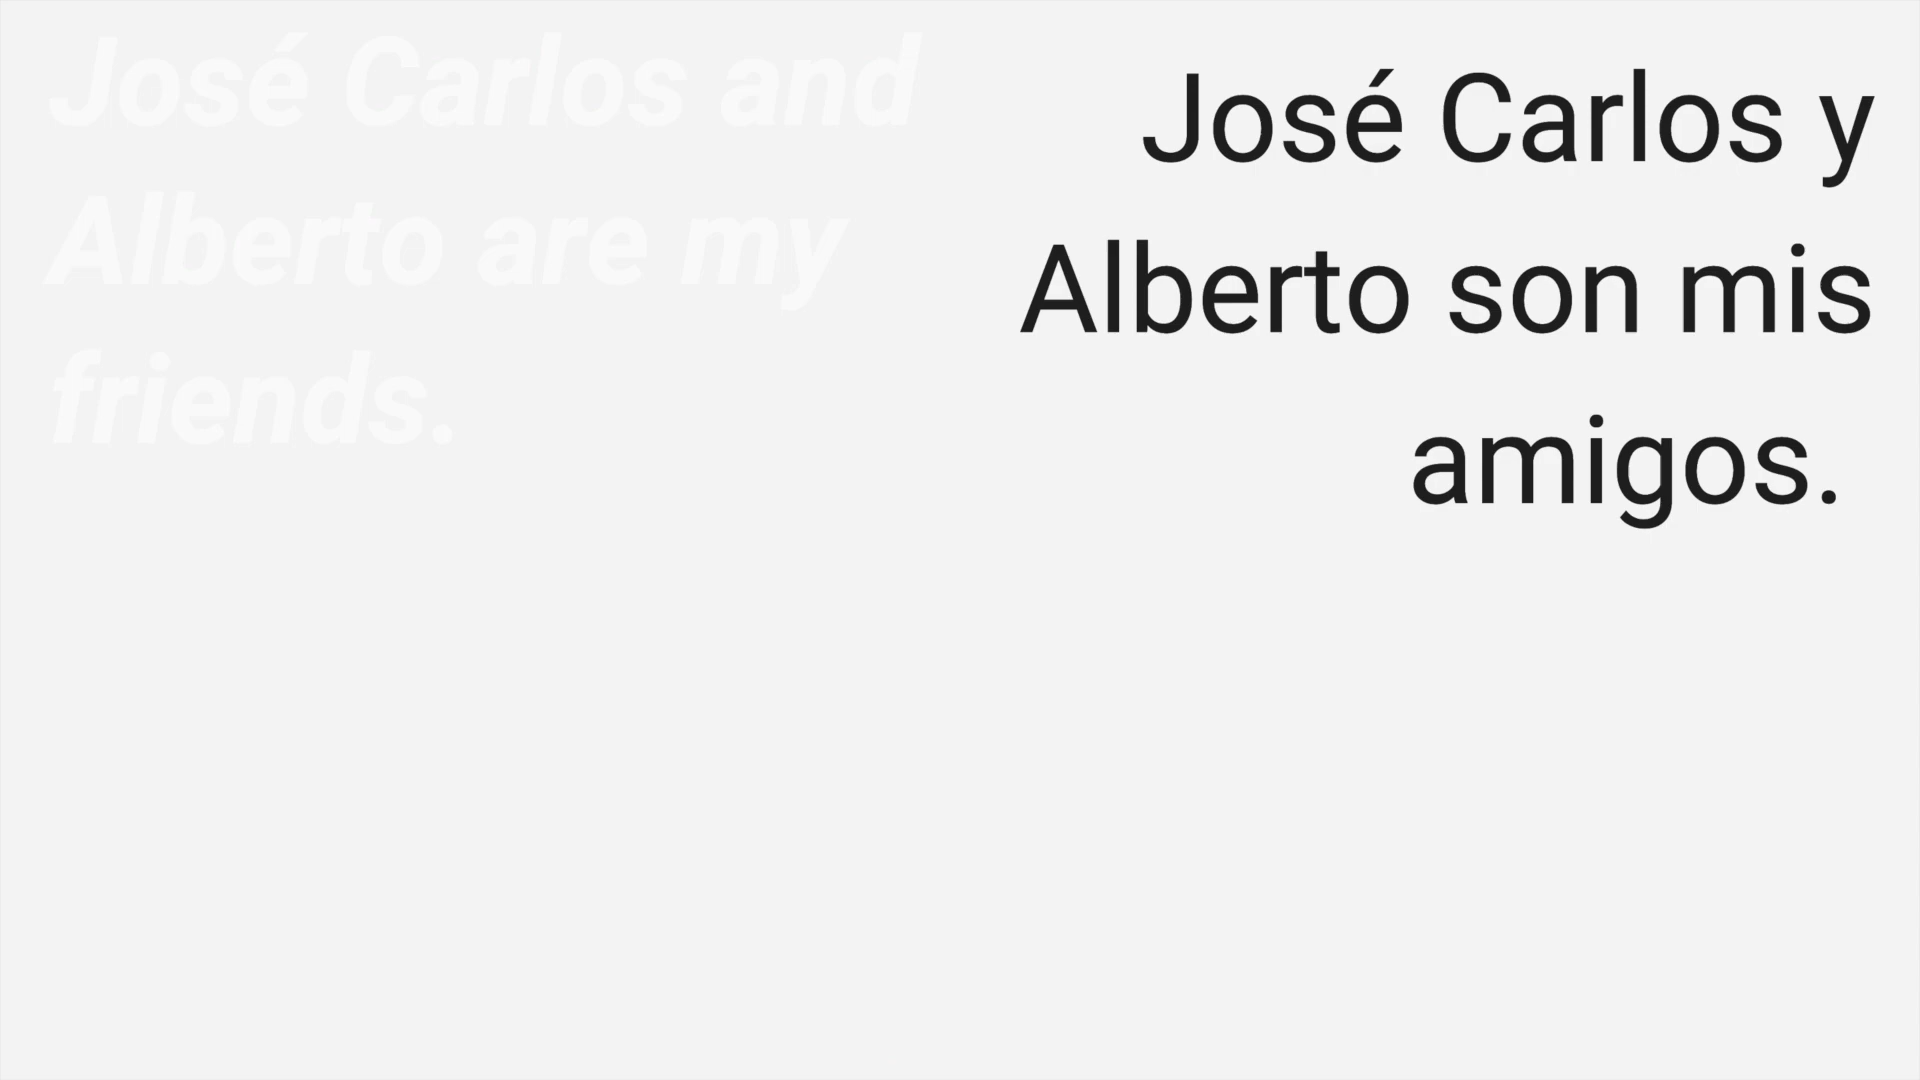 José Carlos and
Alberto are my
friends.
José Carlos y
Alberto son mis
amigos.